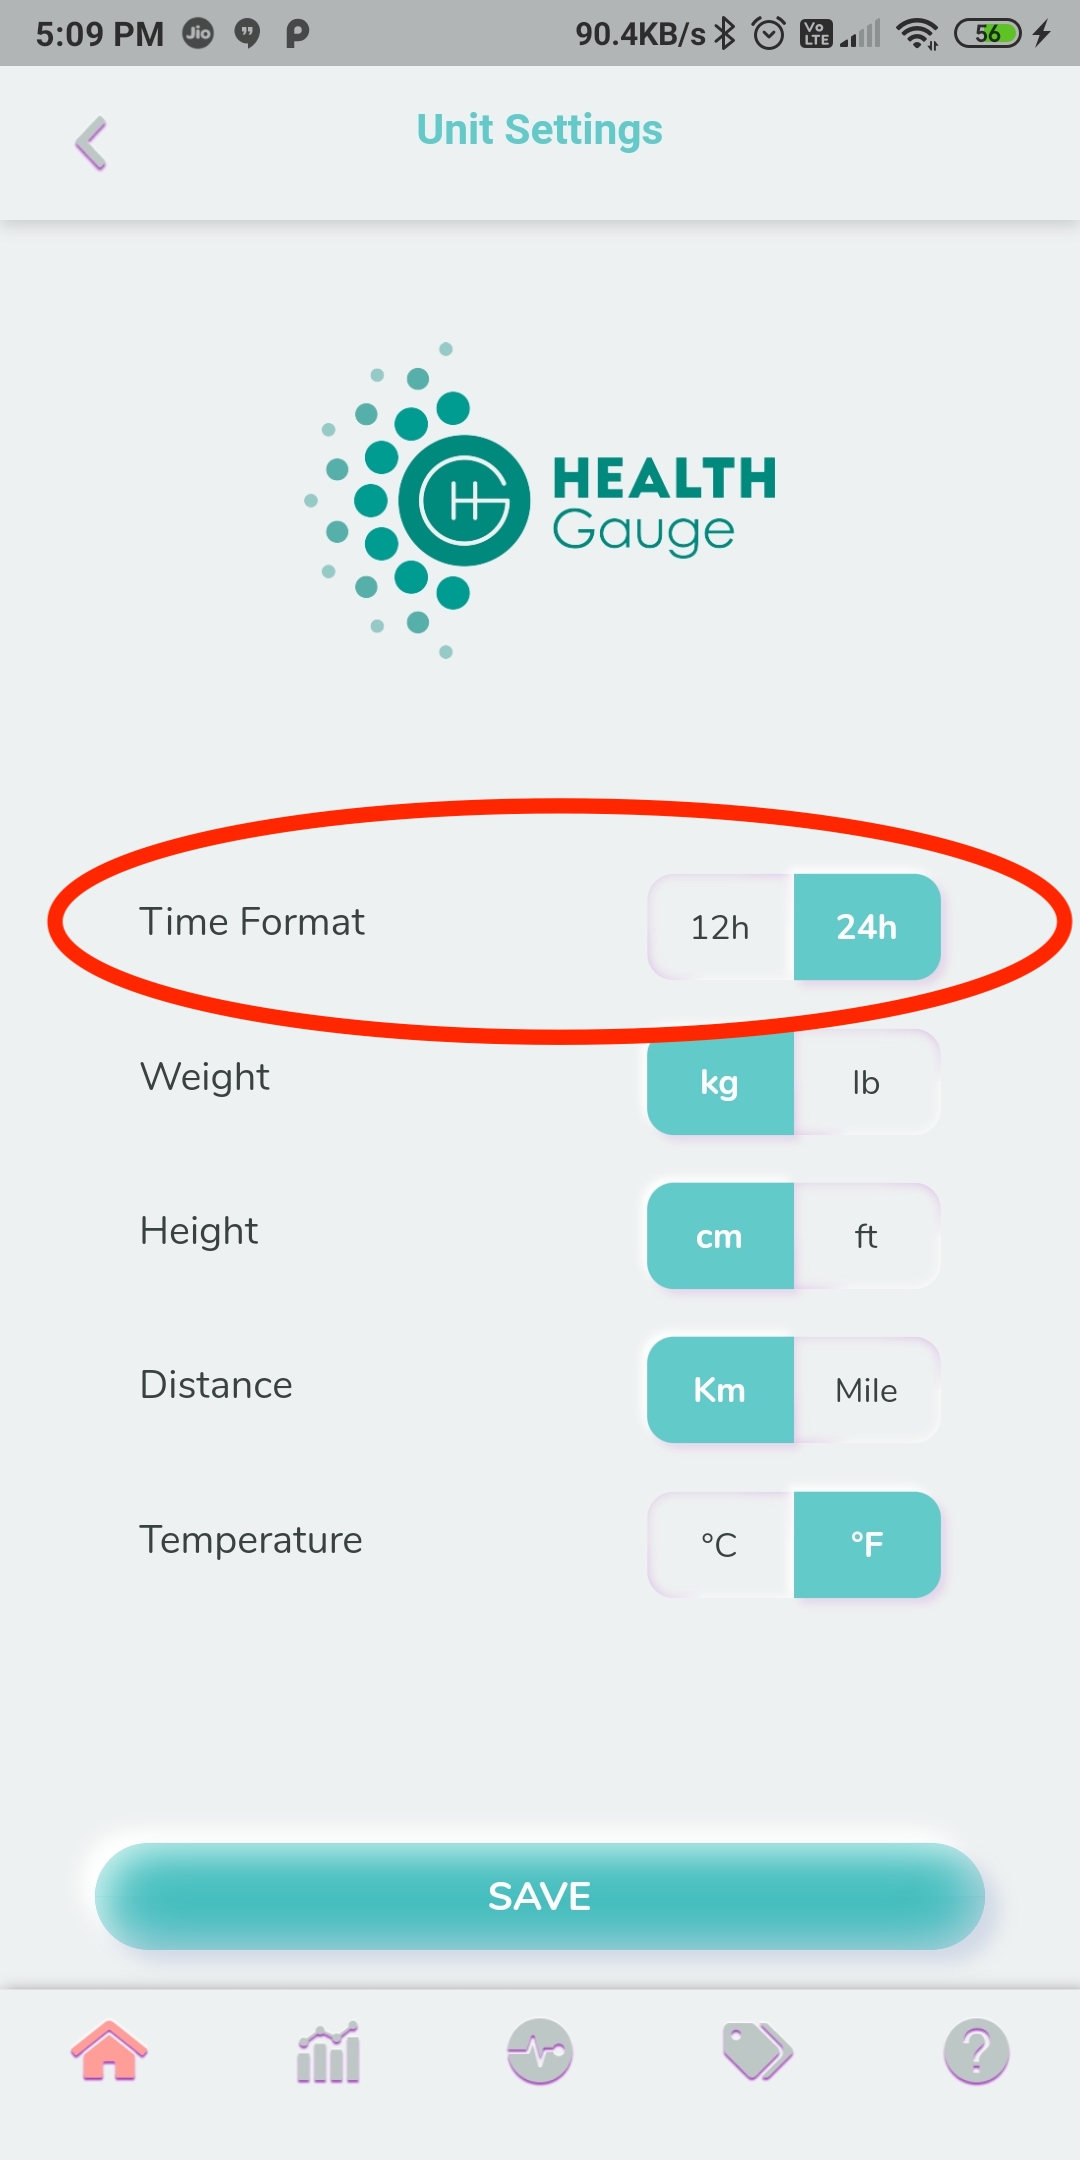 5:09 PM Jio P 90.4KB/s Vo LTE 56
Unit Settings
GH HEALTH
Gauge
Time Format 12h 24h
Weight kg lb
Height cm ft
Distance Km Mile
Temperature °C °F
SAVE
?